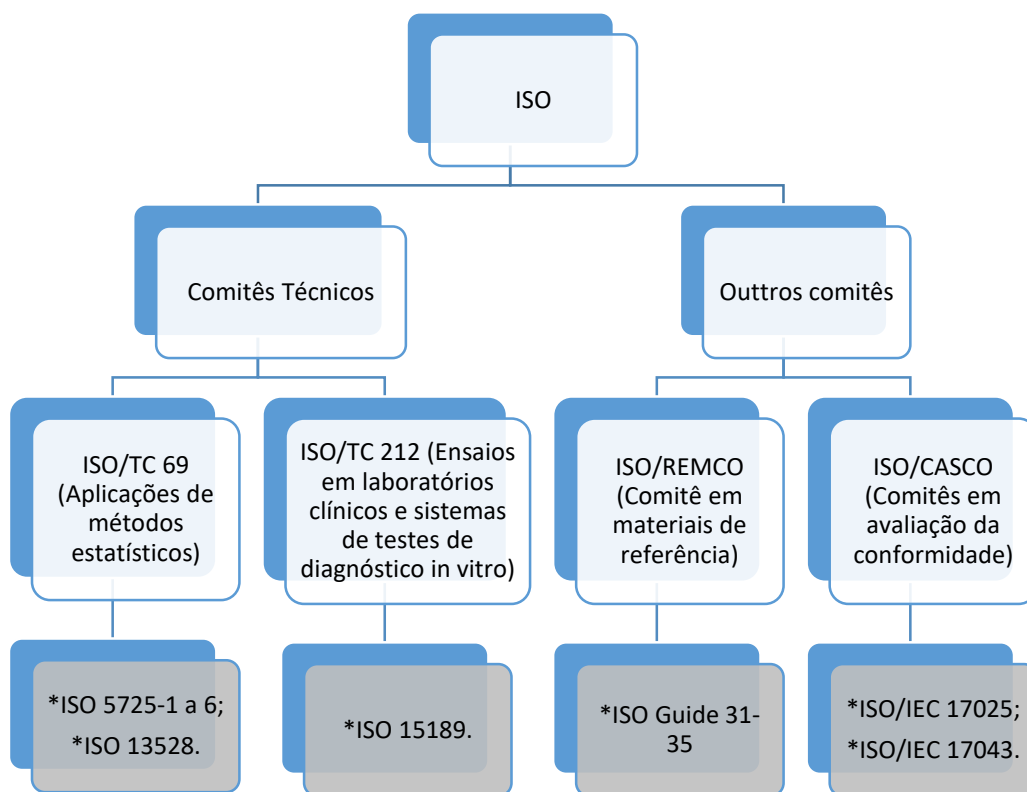 ISO
Comitês Técnicos
Outtros comitês
ISO/TC 69
(Aplicações de
métodos
estatísticos)
ISO/TC 212 (Ensaios
em laboratórios
clínicos e sistemas
de testes de
diagnóstico in vitro)
ISO/REMCO
(Comitê em
materiais de
referência)
ISO/CASCO
(Comitês em
avaliação da
conformidade)
*ISO 5725-1 a 6;
*ISO 13528.
*ISO 15189.
*ISO Guide 31-
35
*ISO/IEC 17025;
*ISO/IEC 17043.